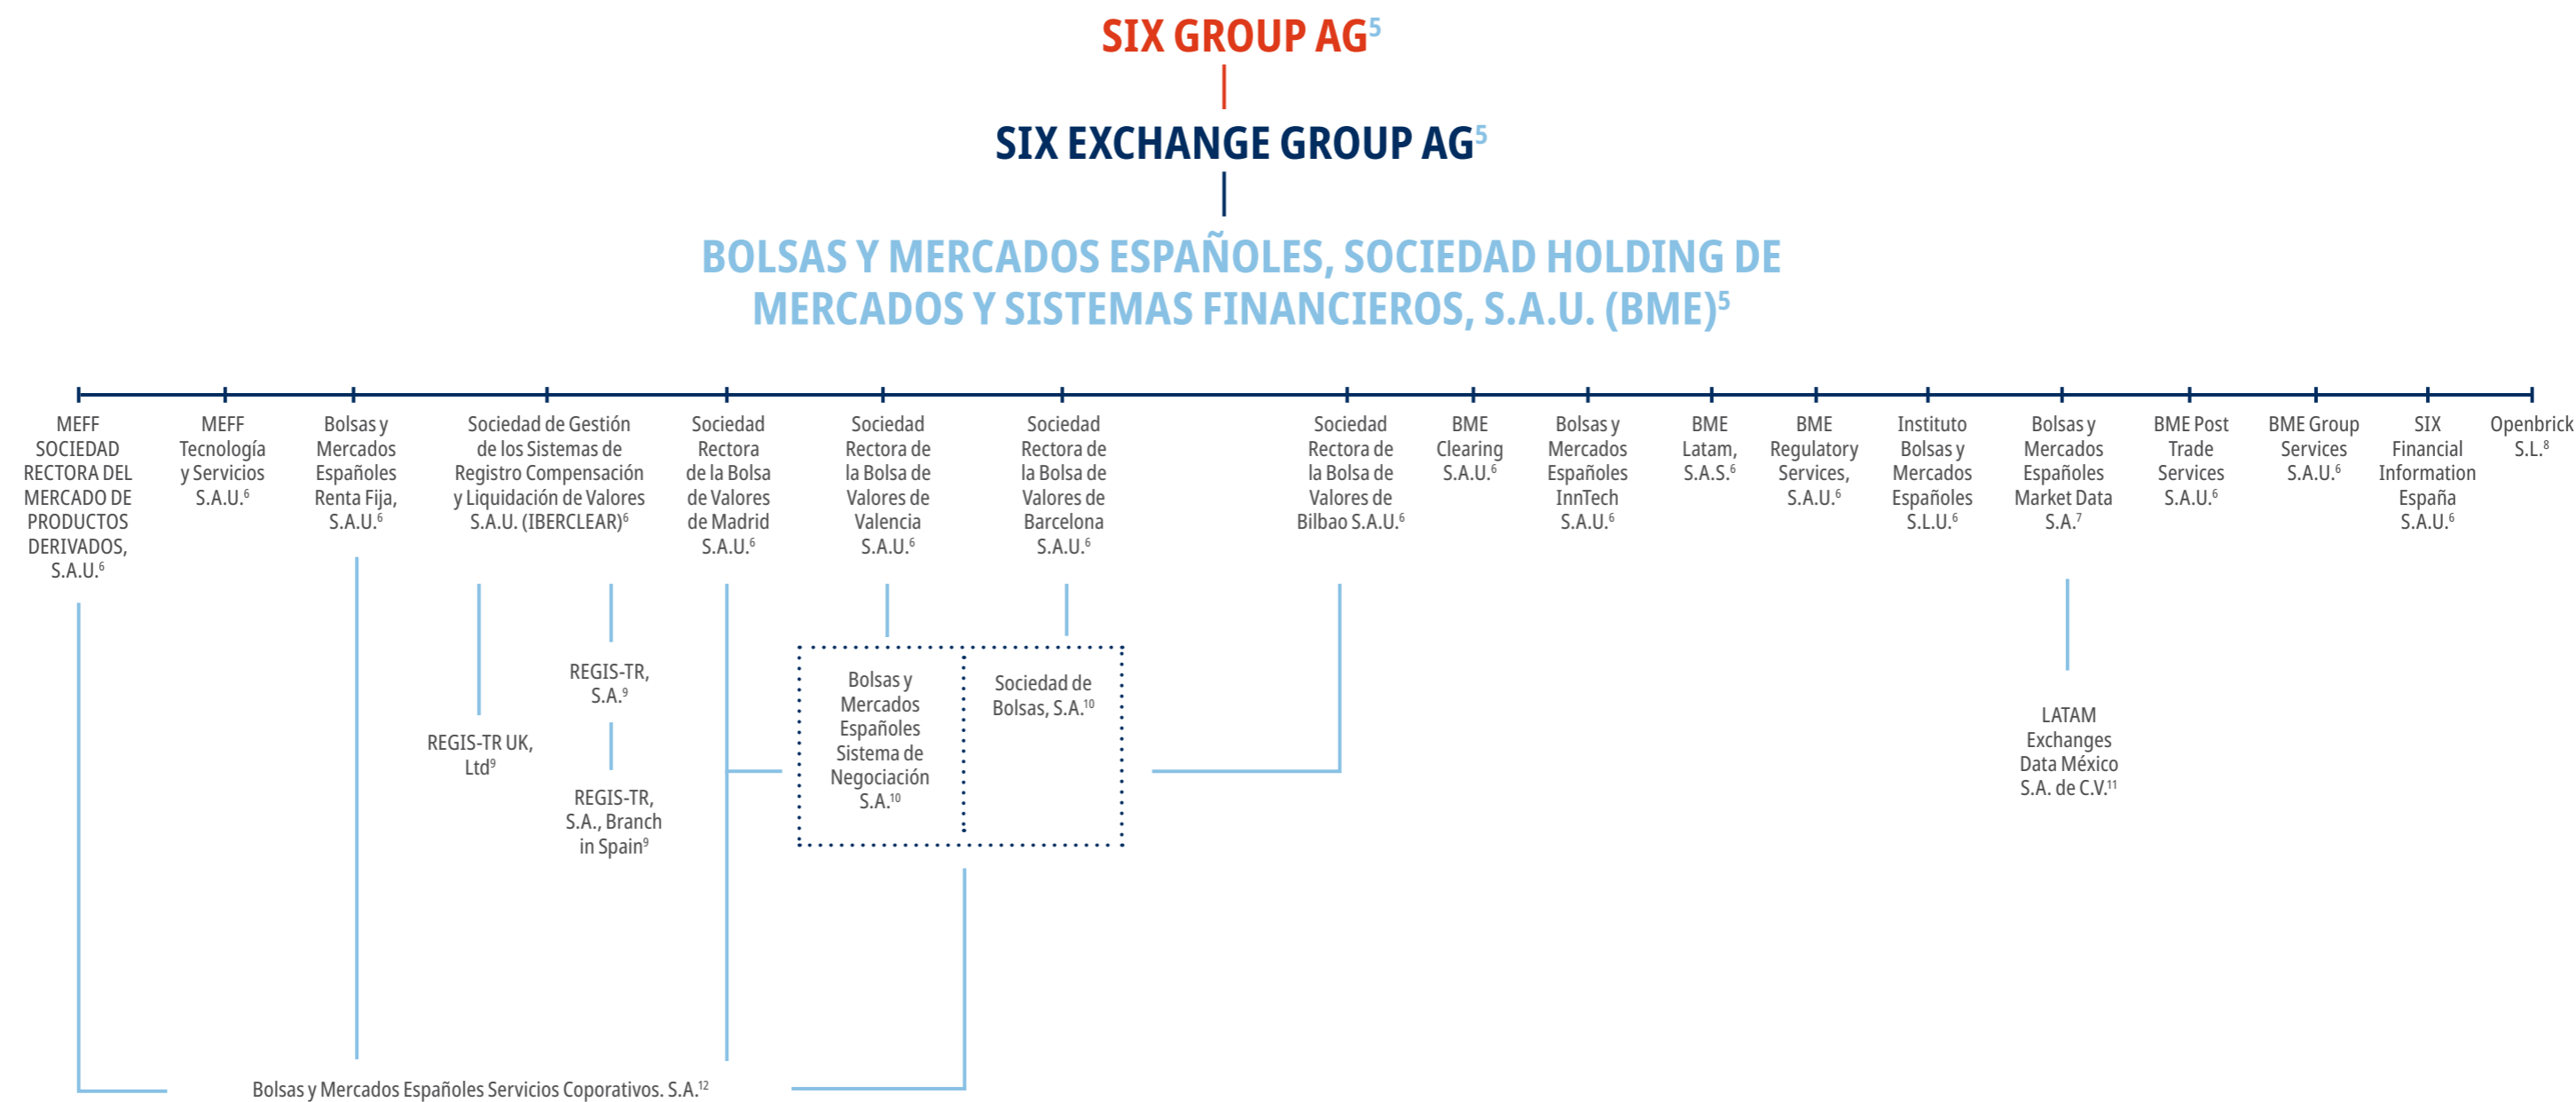 SIX GROUP AG5
SIX EXCHANGE GROUP AG5
BOLSAS Y MERCADOS ESPAÑOLES, SOCIEDAD HOLDING DE
MERCADOS Y SISTEMAS FINANCIEROS, S.A.U. (BME)5
MEFF
SOCIEDAD
RECTORA DEL
MERCADO DE
PRODUCTOS
DERIVADOS,
S.A.U.6
MEFF
Tecnología
y Servicios
S.A.U.6
Bolsas y
Mercados
Españoles
Renta Fija,
S.A.U.6
Sociedad de Gestión
de los Sistemas de
Registro Compensación
y Liquidación de Valores
S.A.U. (IBERCLEAR)6
Sociedad
Rectora
de la Bolsa
de Valores
de Madrid
S.A.U.6
Sociedad
Rectora de
la Bolsa de
Valores de
Valencia
S.A.U.6
Sociedad
Rectora de
la Bolsa de
Valores de
Barcelona
S.A.U.6
Sociedad
Rectora de
la Bolsa de
Valores de
Bilbao S.A.U.6
BME
Clearing
S.A.U.6
Bolsas y
Mercados
Españoles
InnTech
S.A.U.6
BME
Latam,
S.A.S.6
BME
Regulatory
Services,
S.A.U.6
Instituto
Bolsas y
Mercados
Españoles
S.L.U.6
Bolsas y
Mercados
Españoles
Market Data
S.A.7
BME Post
Trade
Services
S.A.U.6
BME Group
Services
S.A.U.6
SIX
Financial
Information
España
S.A.U.6
Openbrick
S.L.8
REGIS-TR UK,
Ltd9
REGIS-TR,
S.A.9
REGIS-TR,
S.A., Branch
in Spain9
Bolsas y
Mercados
Españoles
Sistema de
Negociación
S.A.10
Sociedad de
Bolsas, S.A.10
LATAM
Exchanges
Data México
S.A. de C.V.11
Bolsas y Mercados Españoles Servicios Coporativos. S.A.12